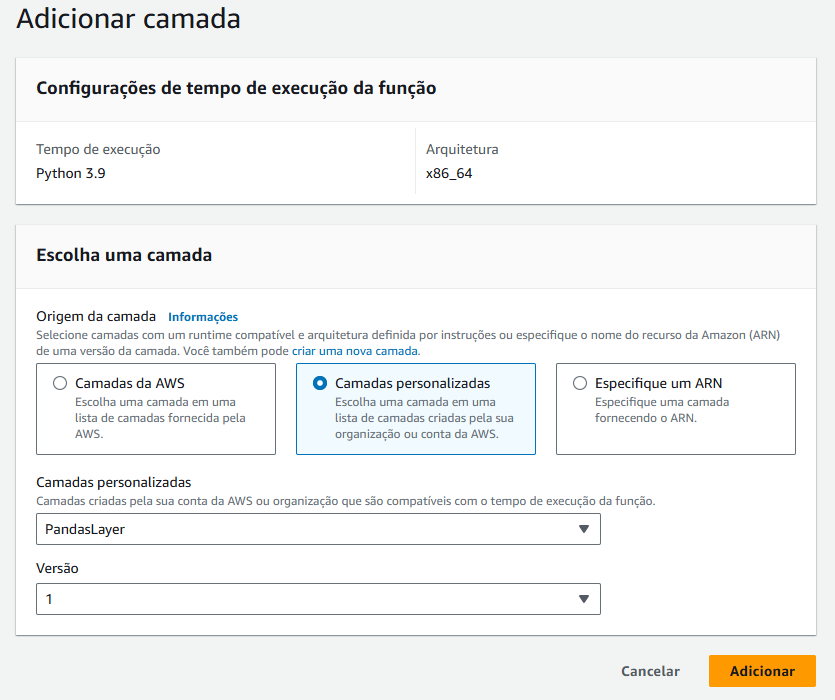 Adicionar camada
Configurações de tempo de execução da função
Tempo de execução
Python 3.9
Arquitetura
x86_64
Escolha uma camada
Origem da camada Informações
Selecione camadas com um runtime compatível e arquitetura definida por instruções ou especifique o nome do recurso da Amazon (ARN)
de uma versão da camada. Você também pode criar uma nova camada.
Camadas da AWS
Escolha uma camada em uma
lista de camadas fornecida pela
AWS.
Camadas personalizadas
Escolha uma camada em uma
lista de camadas criadas pela sua
organização ou conta da AWS.
Especifique um ARN
Especifique uma camada
fornecendo o ARN.
Camadas personalizadas
Camadas criadas pela sua conta da AWS ou organização que são compatíveis com o tempo de execução da função.
PandasLayer
Versão
1
Cancelar
Adicionar